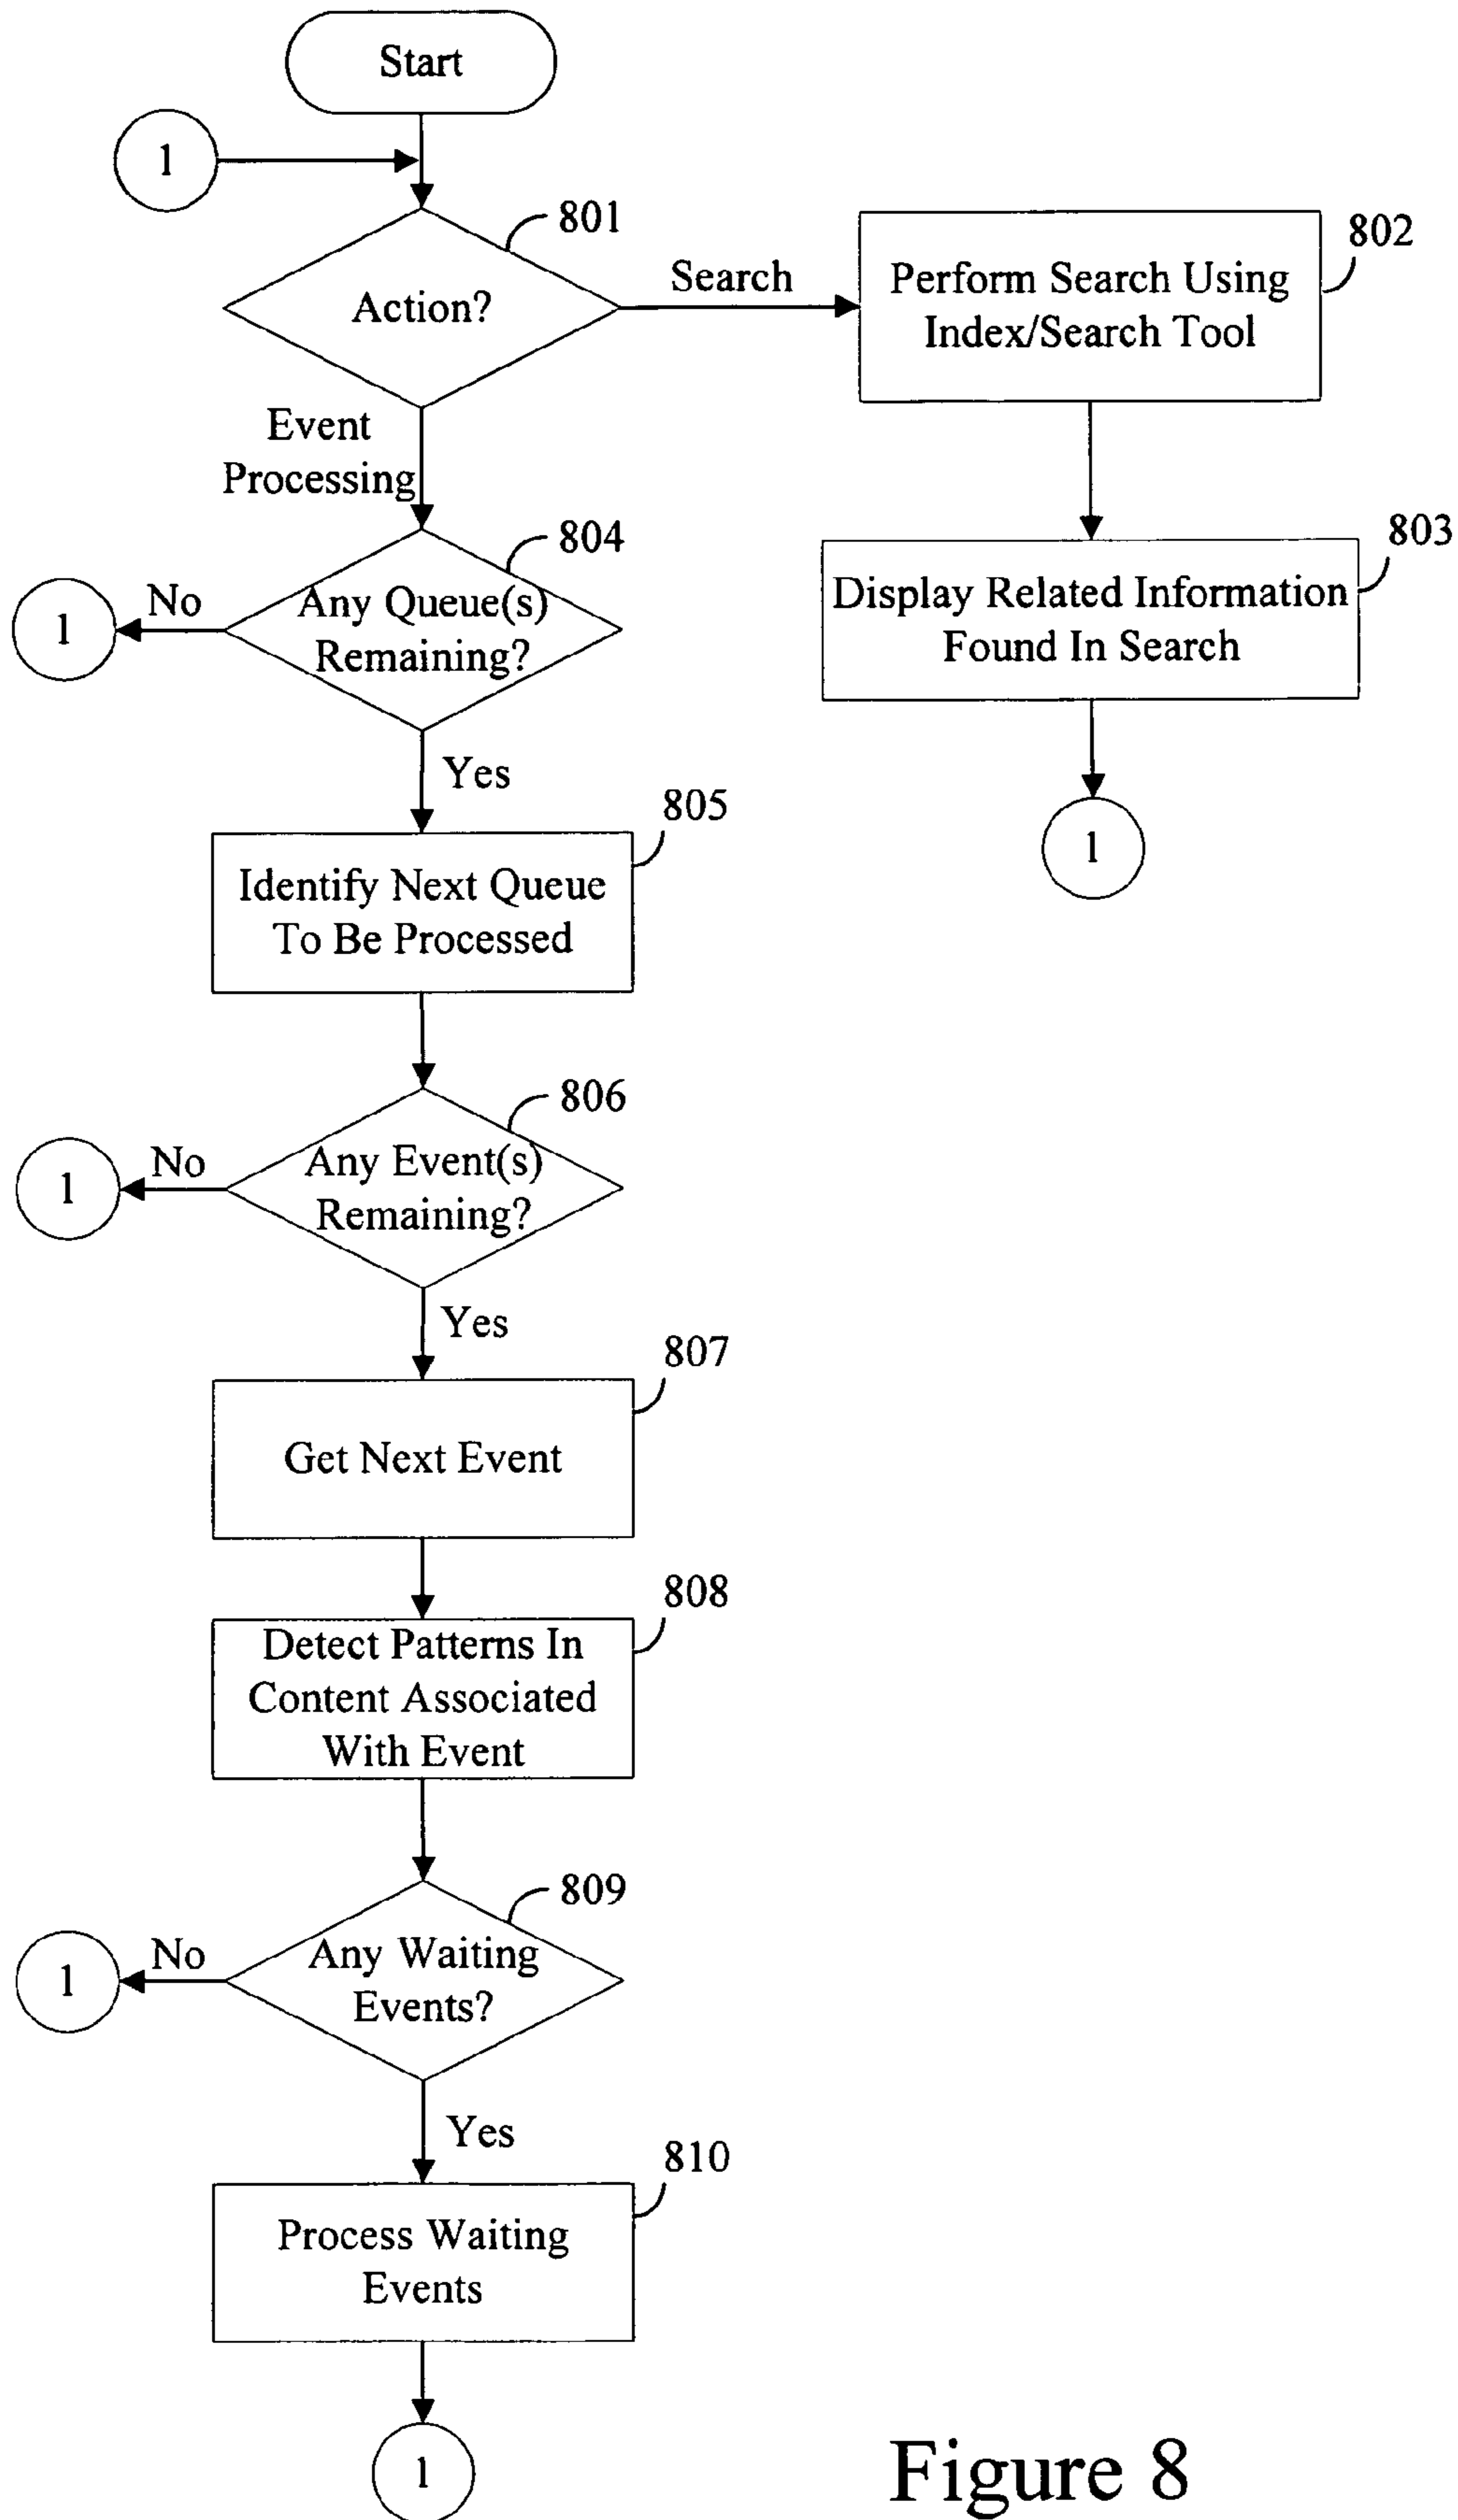 Start
1
801
Action?
Search
802
Perform Search Using
Index/Search Tool
Event
Processing
804
Any Queue(s)
Remaining?
No
1
803
Display Related Information
Found In Search
1
Yes
805
Identify Next Queue
To Be Processed
806
Any Event(s)
Remaining?
No
1
Yes
807
Get Next Event
808
Detect Patterns In
Content Associated
With Event
809
Any Waiting
Events?
No
1
Yes
810
Process Waiting
Events
1
Figure 8